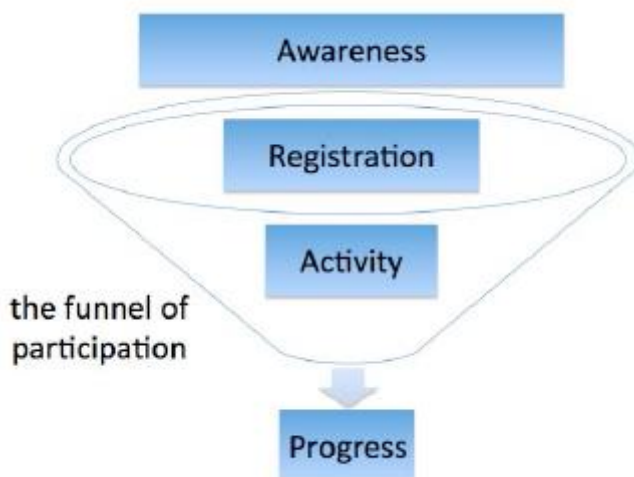 Awareness
Registration
Activity
the funnel of
participation
Progress